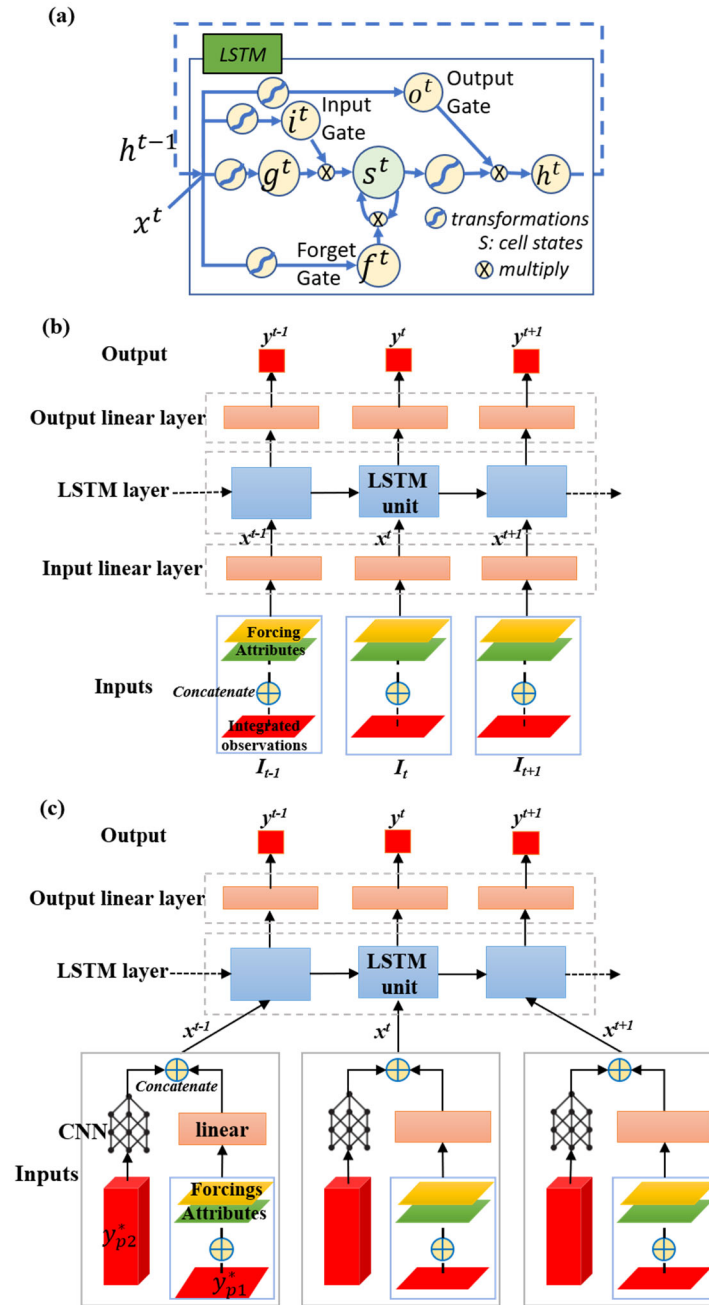 (a)
LSTM
Output
Gate
o^t
Input
Gate
i^t
h^{t−1}
g^t
s^t
h^t
x^t
transformations
S: cell states
multiply
Forget
Gate
f^t
(b)
y^{t-1} y^t y^{t+1}
Output
Output linear layer
LSTM layer
LSTM
unit
x^{t-1} x^t x^{t+1}
Input linear layer
Forcing
Attributes
Inputs
Concatenate
Integrated
observations
I_{t-1} I_t I_{t+1}
(c)
y^{t-1} y^t y^{t+1}
Output
Output linear layer
LSTM layer
LSTM
unit
x^{t-1} x^t x^{t+1}
Concatenate
CNN
linear
Inputs
Forcings
Attributes
y_{p2}^*
y_{p1}^*